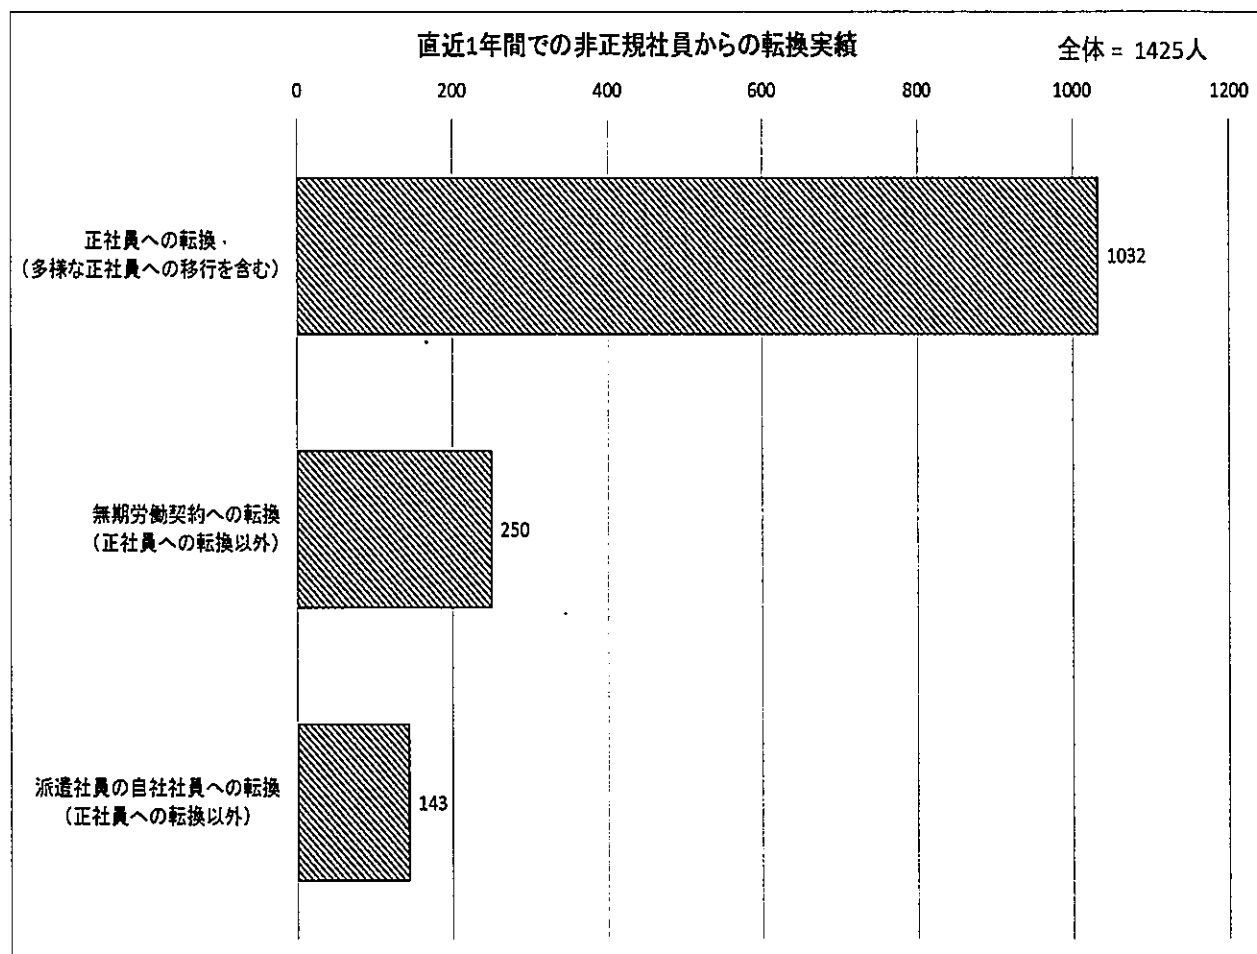 直近1年間での非正規社員からの転換実績
全体 = 1425人
0 200 400 600 800 1000 1200
正社員への転換
（多様な正社員への移行を含む）
1032
無期労働契約への転換
（正社員への転換以外）
250
派遣社員の自社社員への転換
（正社員への転換以外）
143